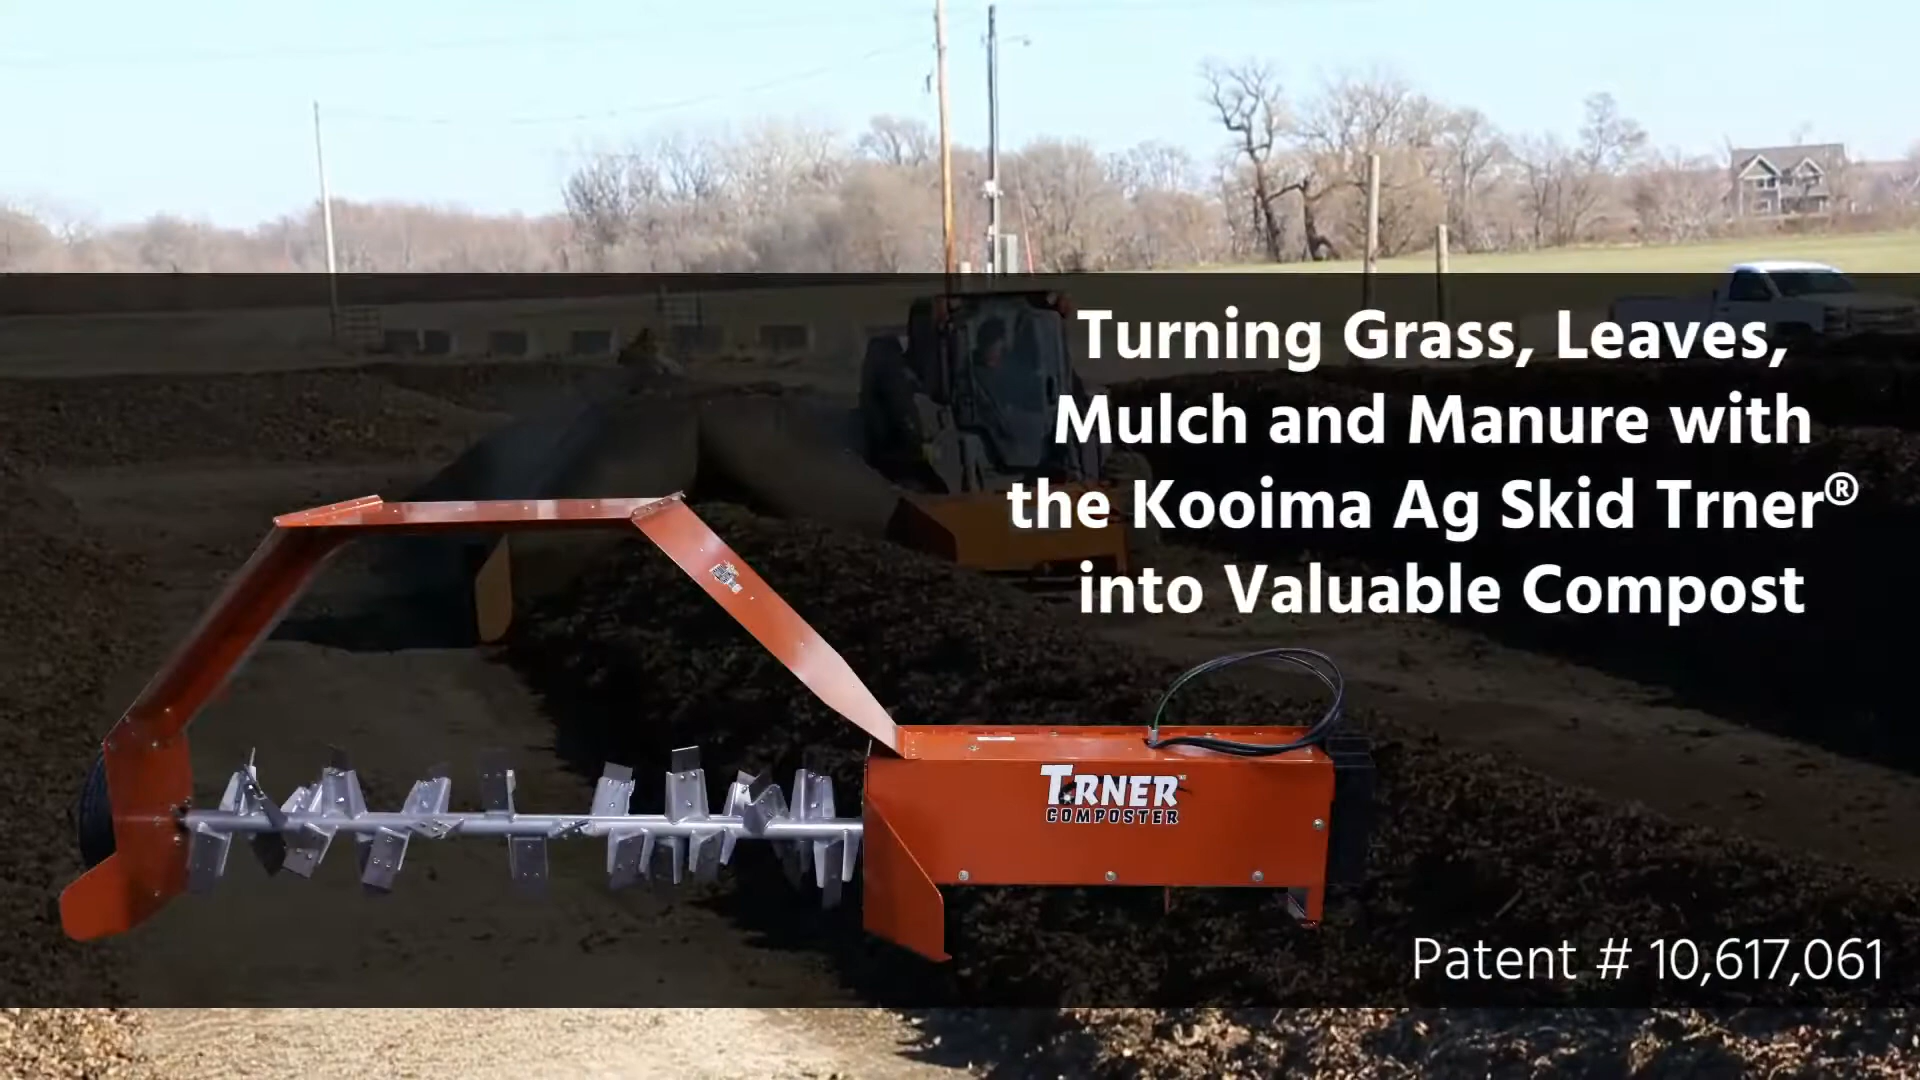 Turning Grass, Leaves,
Mulch and Manure with
the Kooima Ag Skid Trner®
into Valuable Compost
TRNER
COMPOSTER
Patent # 10,617,061